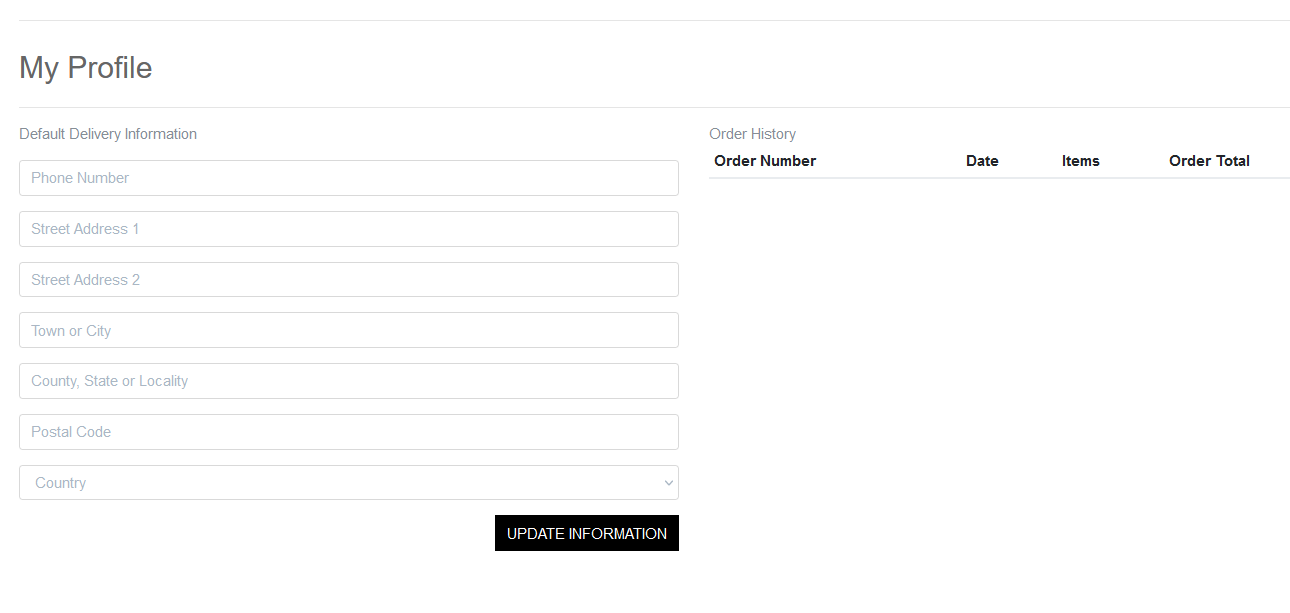 My Profile
Default Delivery Information
Phone Number
Street Address 1
Street Address 2
Town or City
County, State or Locality
Postal Code
Country
UPDATE INFORMATION
Order History
Order Number Date Items Order Total